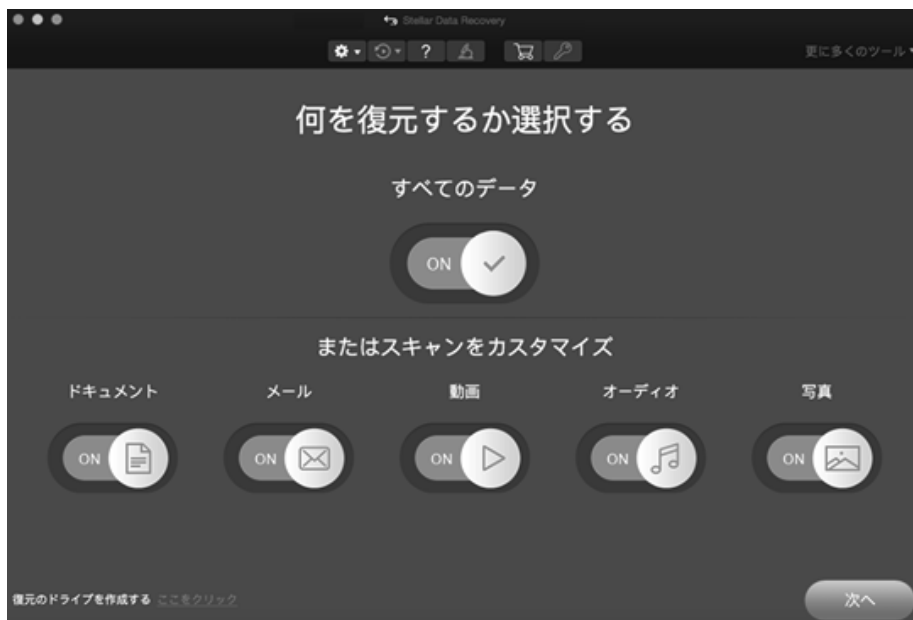 Stellar Data Recovery
?
更に多くのツール
何を復元するか選択する
すべてのデータ
ON
またはスキャンをカスタマイズ
ドキュメント メール 動画 オーディオ 写真
ON ON ON ON ON
復元のドライブを作成する ここをクリック
次へ